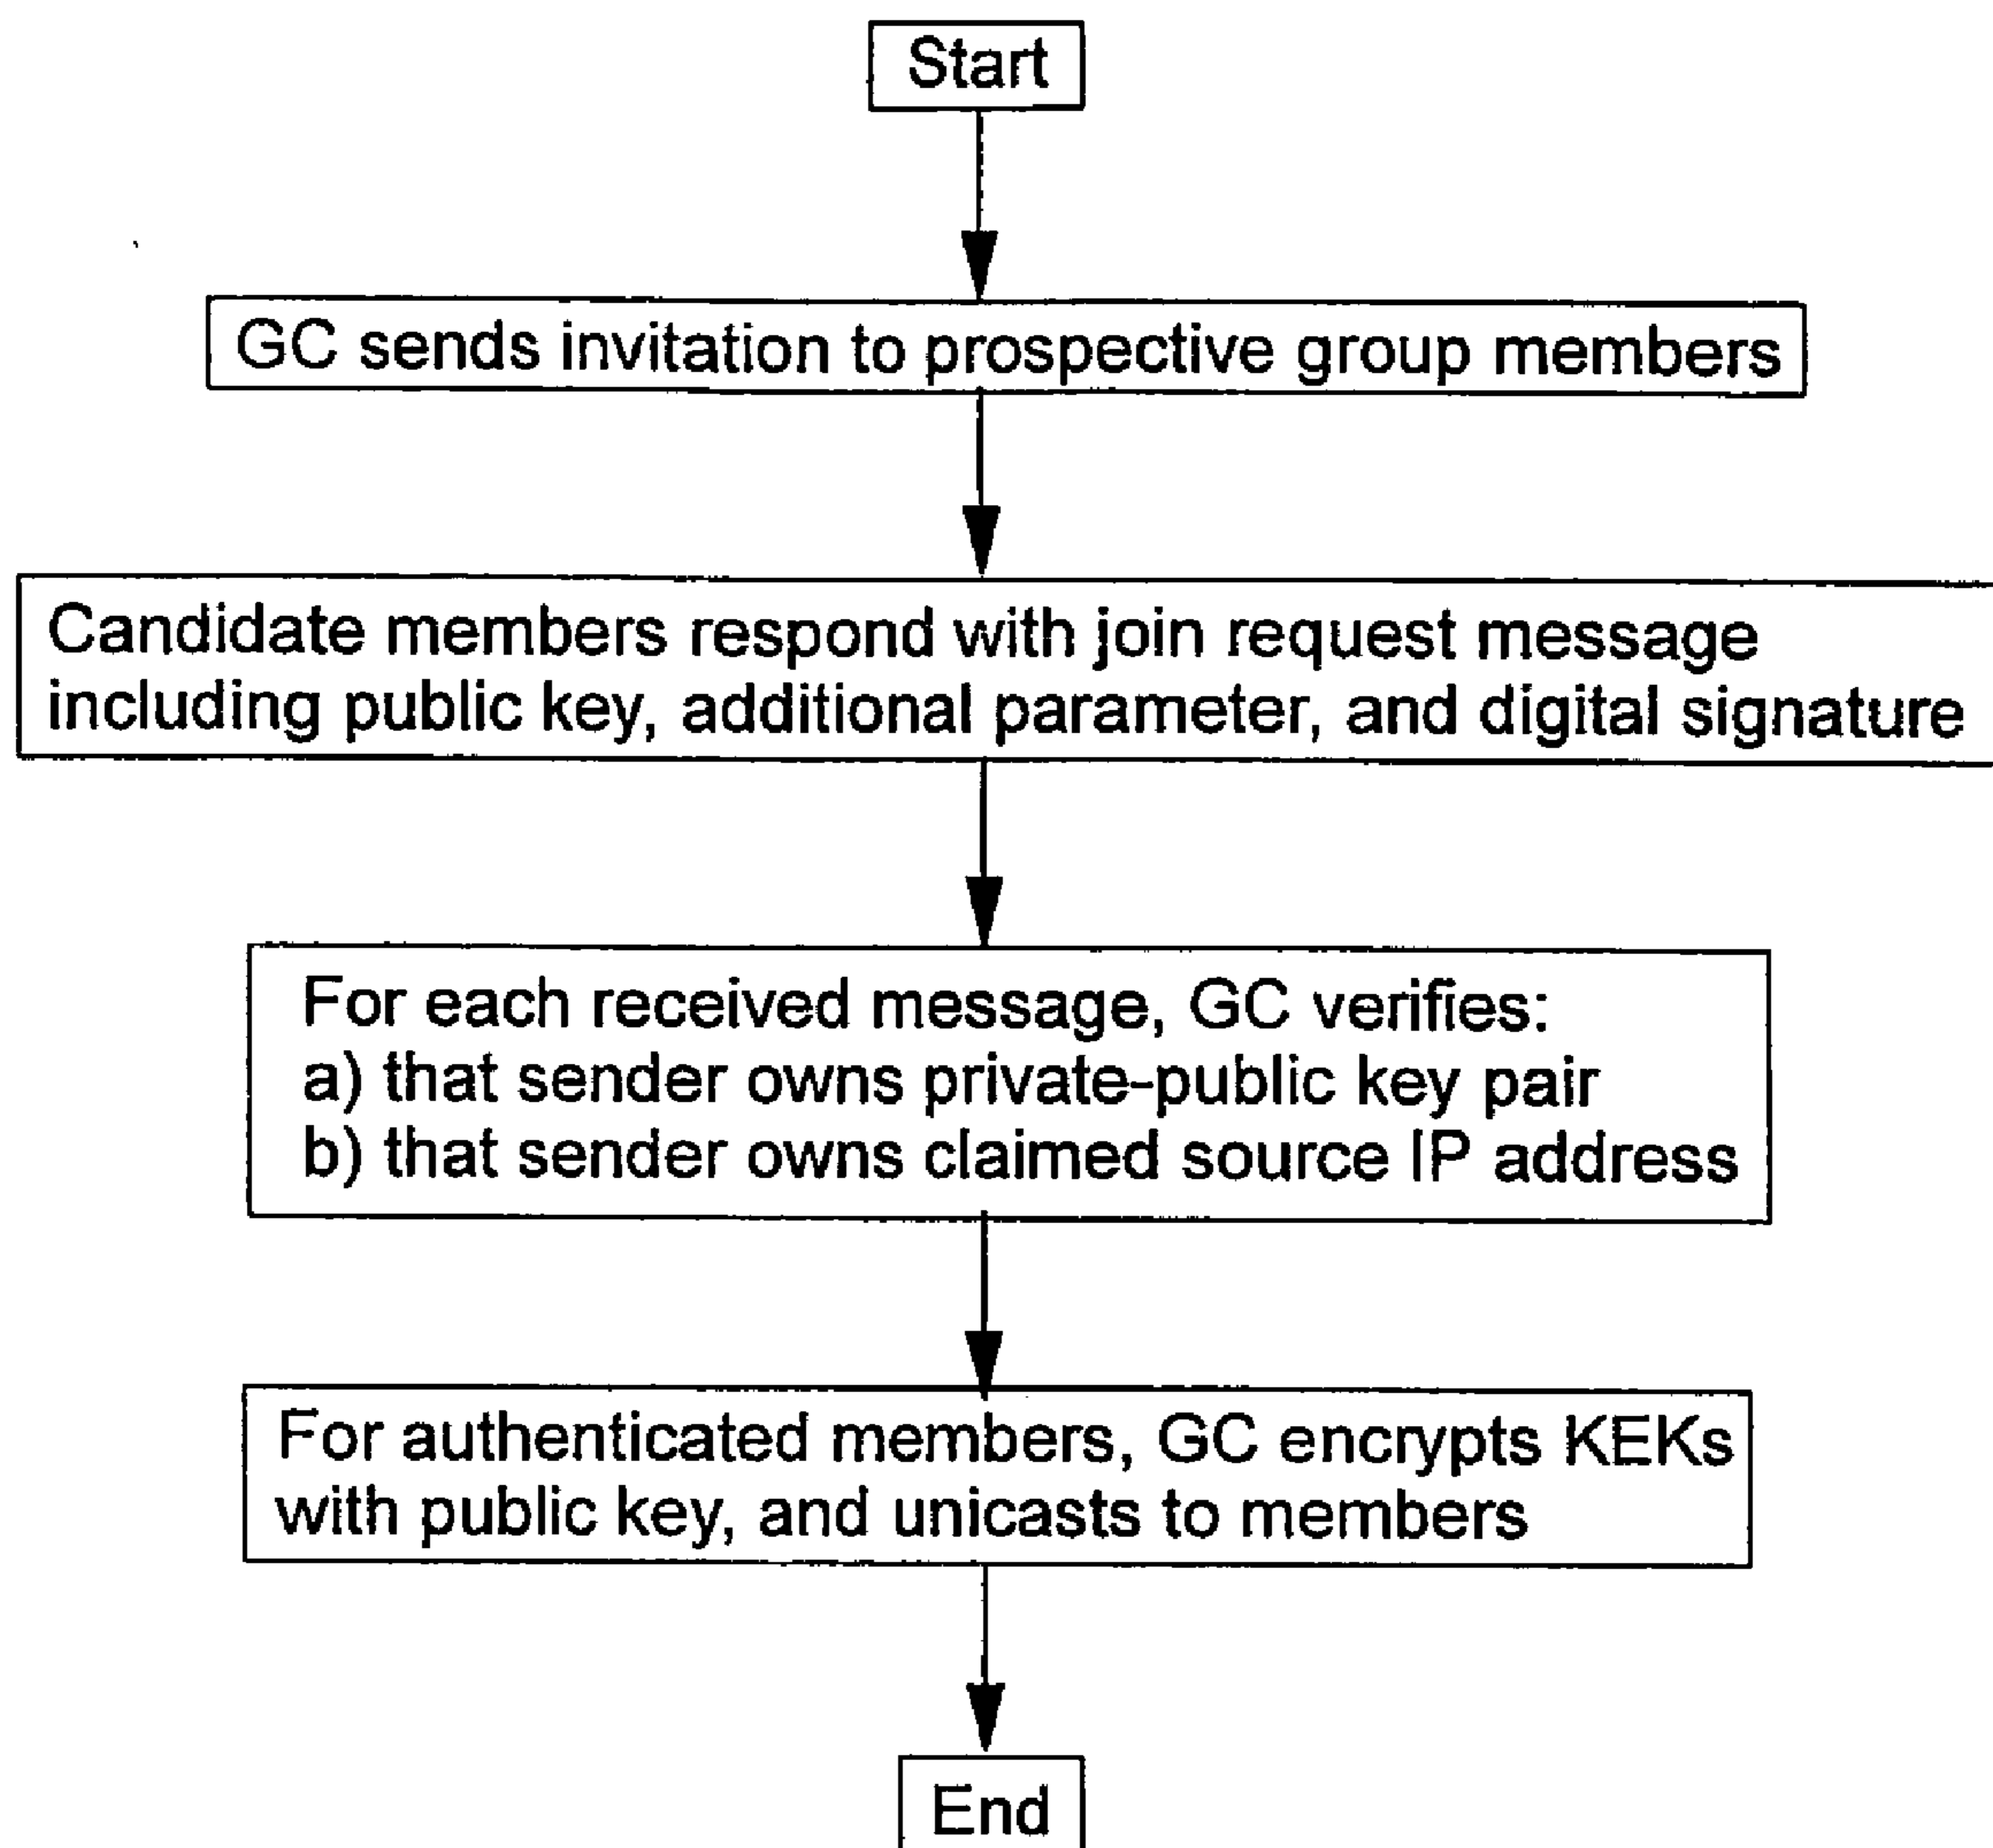 Start
GC sends invitation to prospective group members
Candidate members respond with join request message
including public key, additional parameter, and digital signature
For each received message, GC verifies:
a) that sender owns private-public key pair
b) that sender owns claimed source IP address
For authenticated members, GC encrypts KEKs
with public key, and unicasts to members
End